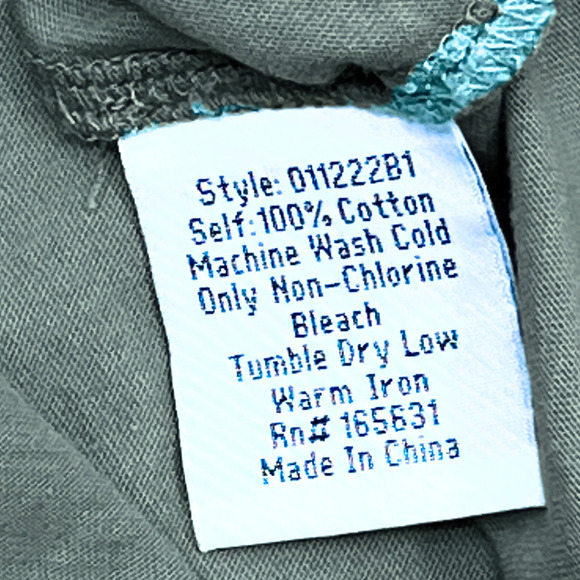 Style: 011222B1
Self:100% Cotton
Machine Wash Cold
Only Non-Chlorine
Bleach
Tumble Dry Low
Warm Iron
Rn# 165631
Made In China